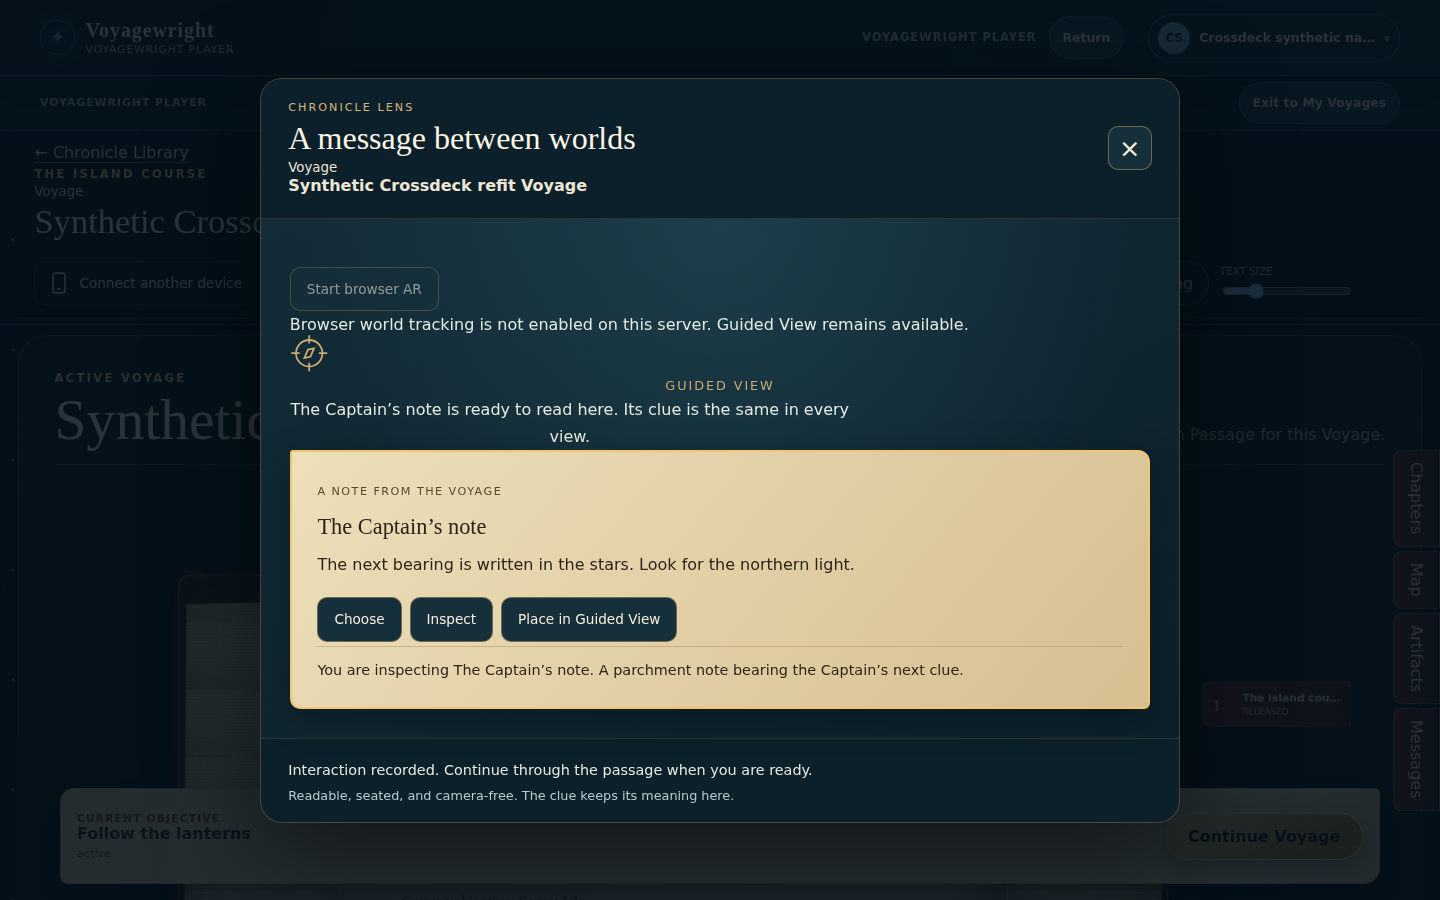 Voyagewright
VOYAGEWRIGHT PLAYER
VOYAGEWRIGHT PLAYER
Return
CS
Crossdeck synthetic na…
VOYAGEWRIGHT PLAYER
Exit to My Voyages
← Chronicle Library
THE ISLAND COURSE
Voyage
Synthetic Crossd
Connect another device
TEXT SIZE
ACTIVE VOYAGE
Synthetic
Passage for this Voyage.
CHRONICLE LENS
A message between worlds
Voyage
Synthetic Crossdeck refit Voyage
Start browser AR
Browser world tracking is not enabled on this server. Guided View remains available.
GUIDED VIEW
The Captain’s note is ready to read here. Its clue is the same in every
view.
A NOTE FROM THE VOYAGE
The Captain’s note
The next bearing is written in the stars. Look for the northern light.
Choose
Inspect
Place in Guided View
You are inspecting The Captain’s note. A parchment note bearing the Captain’s next clue.
Interaction recorded. Continue through the passage when you are ready.
Readable, seated, and camera-free. The clue keeps its meaning here.
Chapters
Map
Artifacts
Messages
1
The island cou…
RELEASED
CURRENT OBJECTIVE
Follow the lanterns
active
Continue Voyage